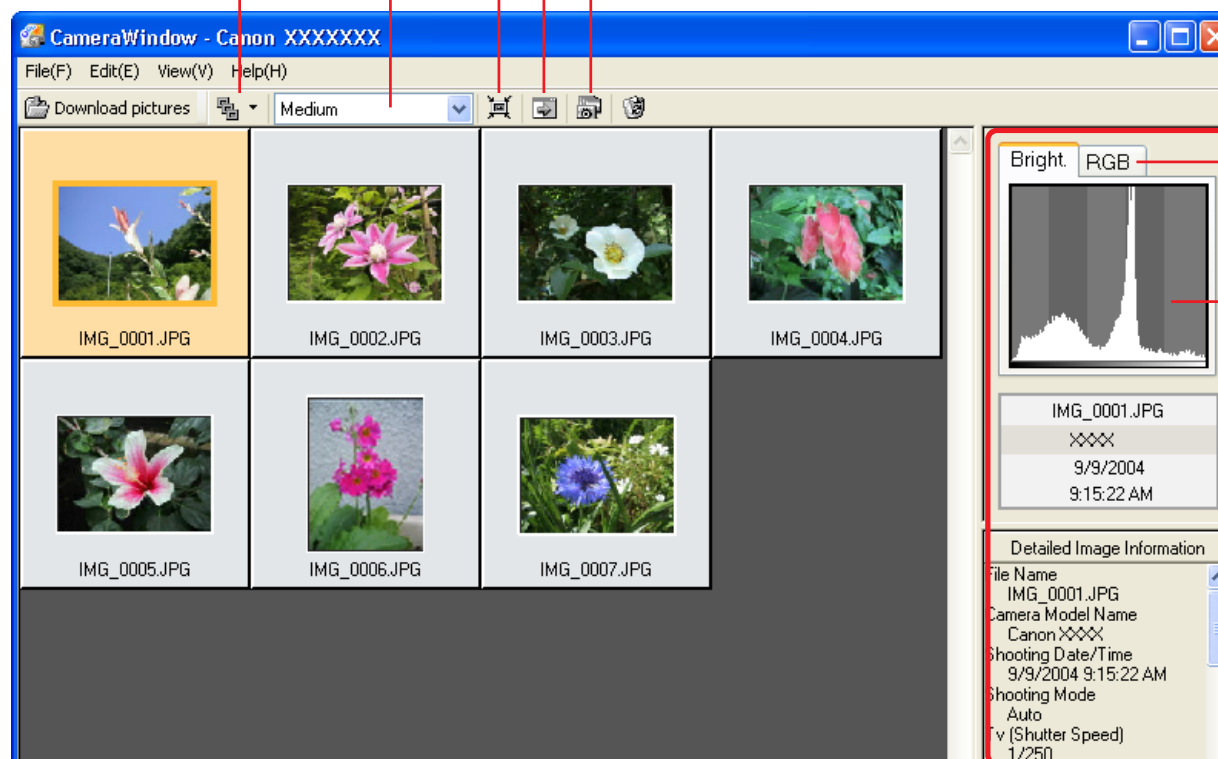 CameraWindow - Canon XXXXXXX
File(F) Edit(E) View(V) Help(H)
Download pictures Medium
IMG_0001.JPG IMG_0002.JPG IMG_0003.JPG IMG_0004.JPG
IMG_0005.JPG IMG_0006.JPG IMG_0007.JPG
Bright. RGB
IMG_0001.JPG
XXXX
9/9/2004
9:15:22 AM
Detailed Image Information
File Name
IMG_0001.JPG
Camera Model Name
Canon XXXX
Shooting Date/Time
9/9/2004 9:15:22 AM
Shooting Mode
Auto
Tv (Shutter Speed)
1/250